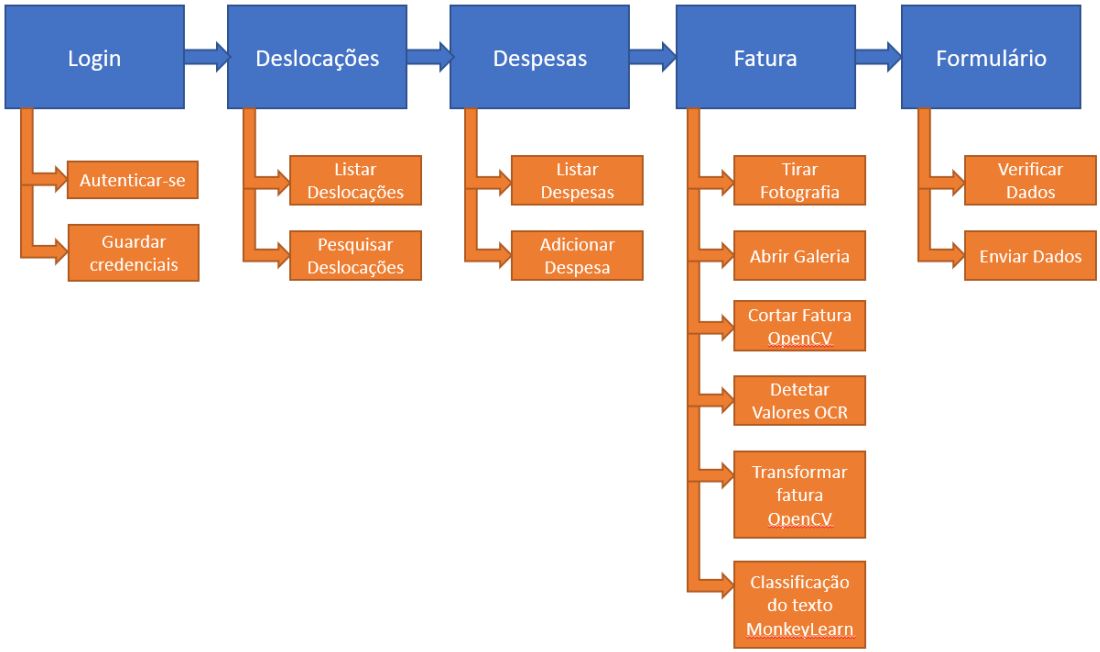 Login
Deslocações
Despesas
Fatura
Formulário
Autenticar-se
Guardar
credenciais
Listar
Deslocações
Pesquisar
Deslocações
Listar
Despesas
Adicionar
Despesa
Tirar
Fotografia
Abrir Galeria
Cortar Fatura
OpenCV
Detetar
Valores OCR
Transformar
fatura
OpenCV
Classificação
do texto
MonkeyLearn
Verificar
Dados
Enviar Dados